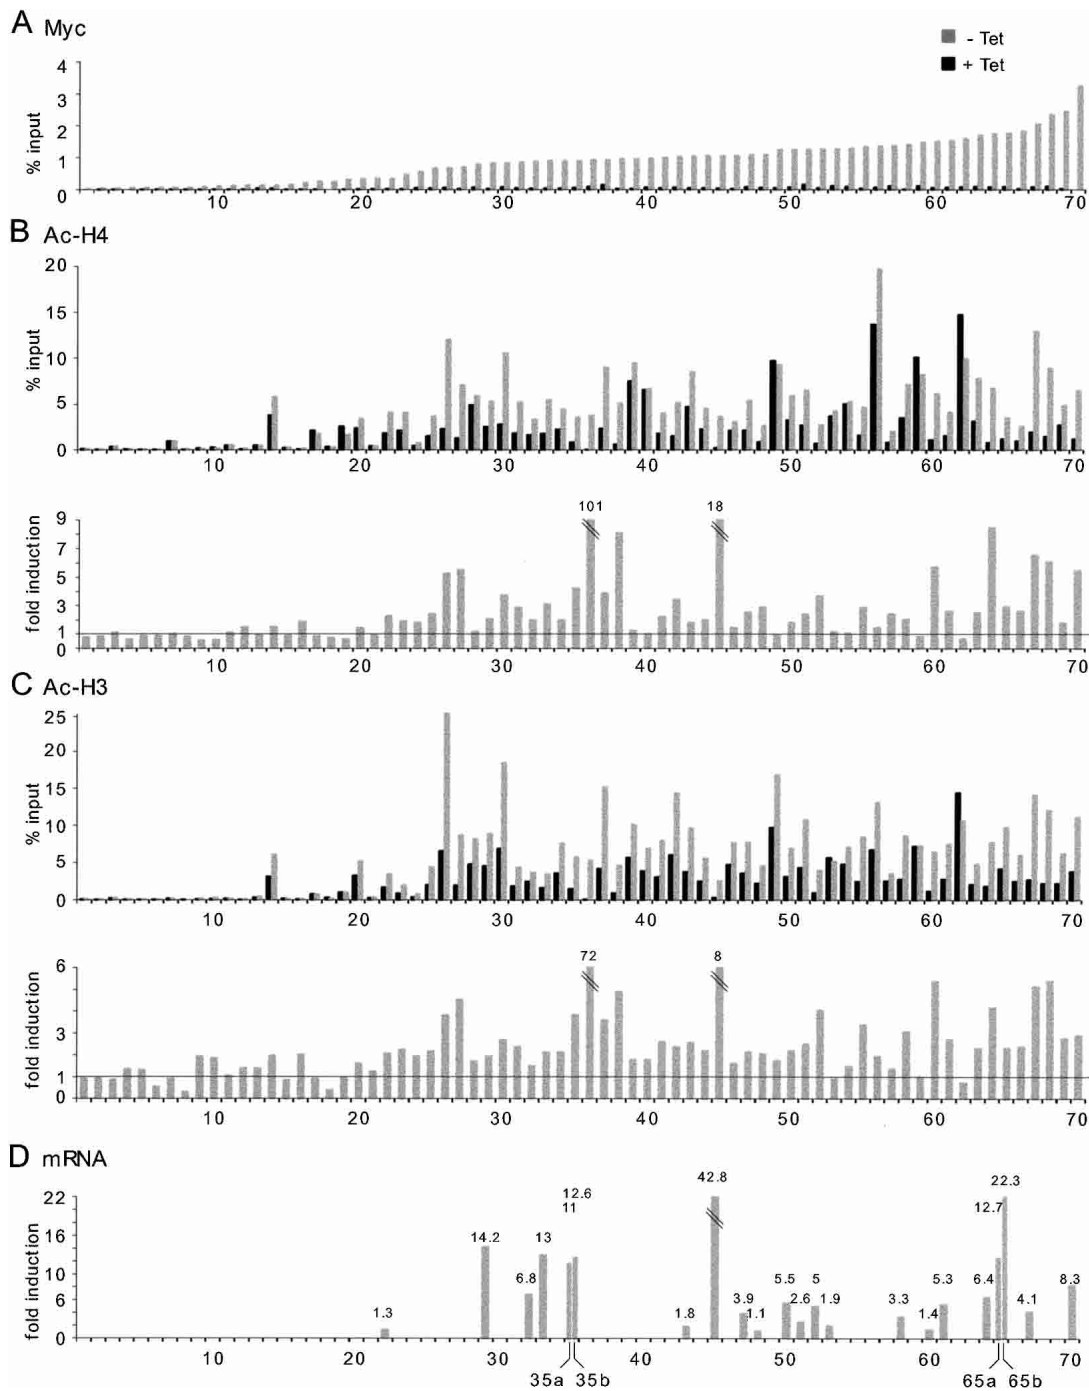 A Myc
- Tet
+ Tet
4
3
2
1
0
% input
10 20 30 40 50 60 70
B Ac-H4
20
15
10
5
0
% input
10 20 30 40 50 60 70
101 18
9
7
5
3
1
0
fold induction
10 20 30 40 50 60 70
C Ac-H3
25
20
15
10
5
0
% input
10 20 30 40 50 60 70
72 8
6
3
1
0
fold induction
10 20 30 40 50 60 70
D mRNA
22
16
10
6
0
fold induction
1.3 14.2 6.8 13 12.6
11
1.8 42.8 3.9 1.1 5.5 2.6 5 1.9 3.3 1.4 5.3 6.4 12.7 22.3 4.1 8.3
10 20 30 40 50 60 70
35a 35b 65a 65b